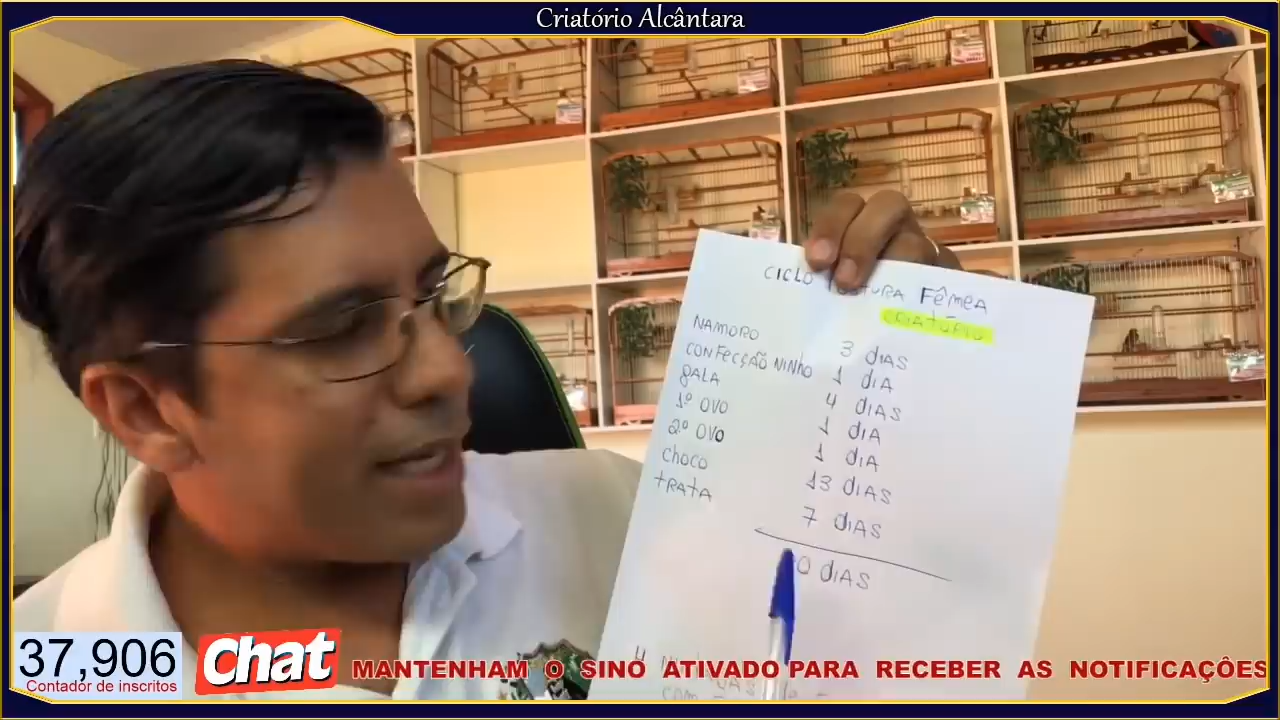 Criatório Alcântara
CICLO FÊMEA
CRIATÓRIO
NAMORO 3 DIAS
CONFECÇÃO NINHO 1 DIA
GALA 4 DIAS
1º OVO 1 DIA
2º OVO 1 DIA
CHOCO 13 DIAS
TRATA 7 DIAS
DIAS
37,906
Contador de inscritos
Chat
MANTENHAM O SINO ATIVADO PARA RECEBER AS NOTIFICAÇÕES